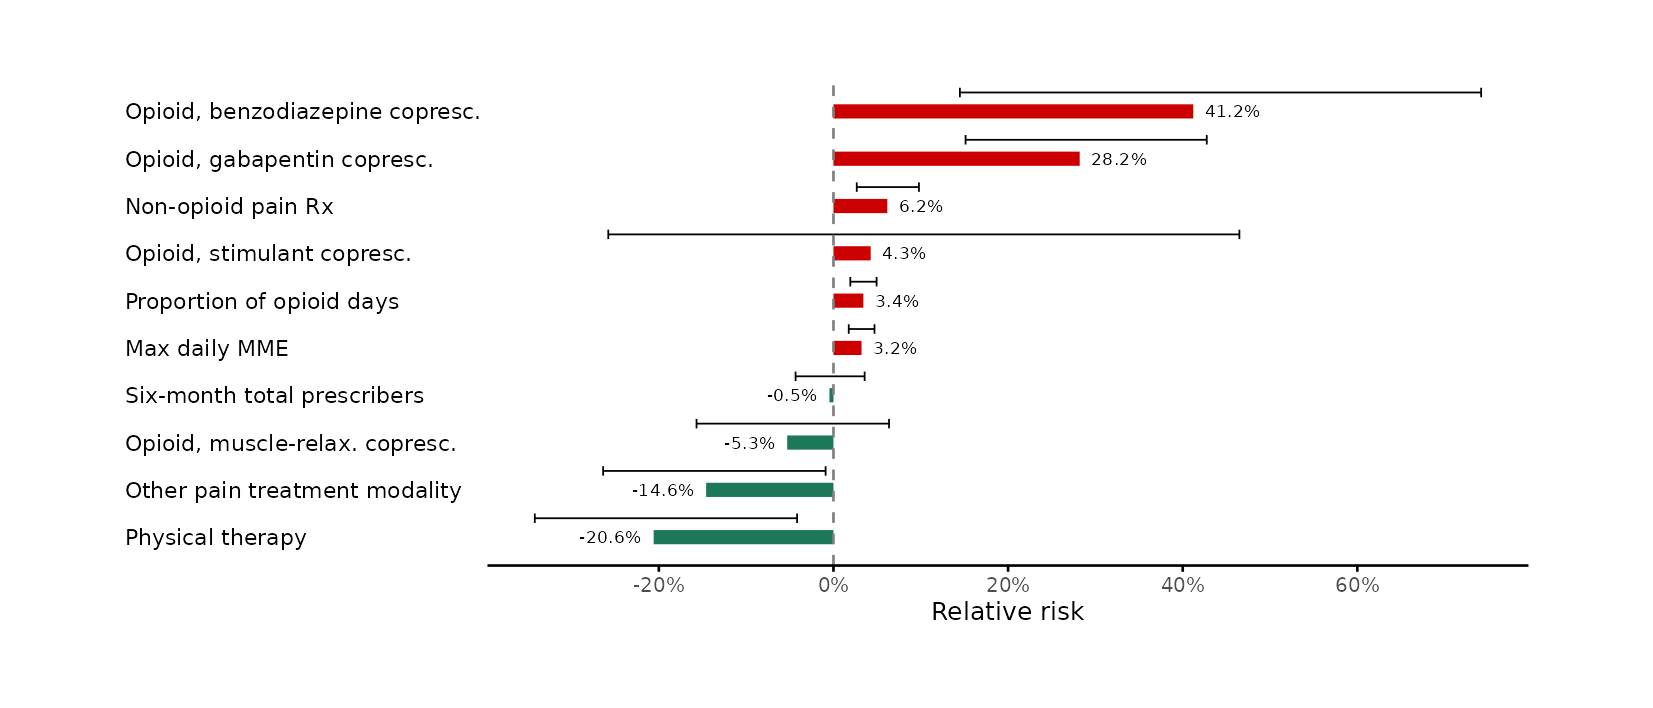 Opioid, benzodiazepine copresc. 41.2%
Opioid, gabapentin copresc. 28.2%
Non-opioid pain Rx 6.2%
Opioid, stimulant copresc. 4.3%
Proportion of opioid days 3.4%
Max daily MME 3.2%
Six-month total prescribers -0.5%
Opioid, muscle-relax. copresc. -5.3%
Other pain treatment modality -14.6%
Physical therapy -20.6%
-20% 0% 20% 40% 60%
Relative risk